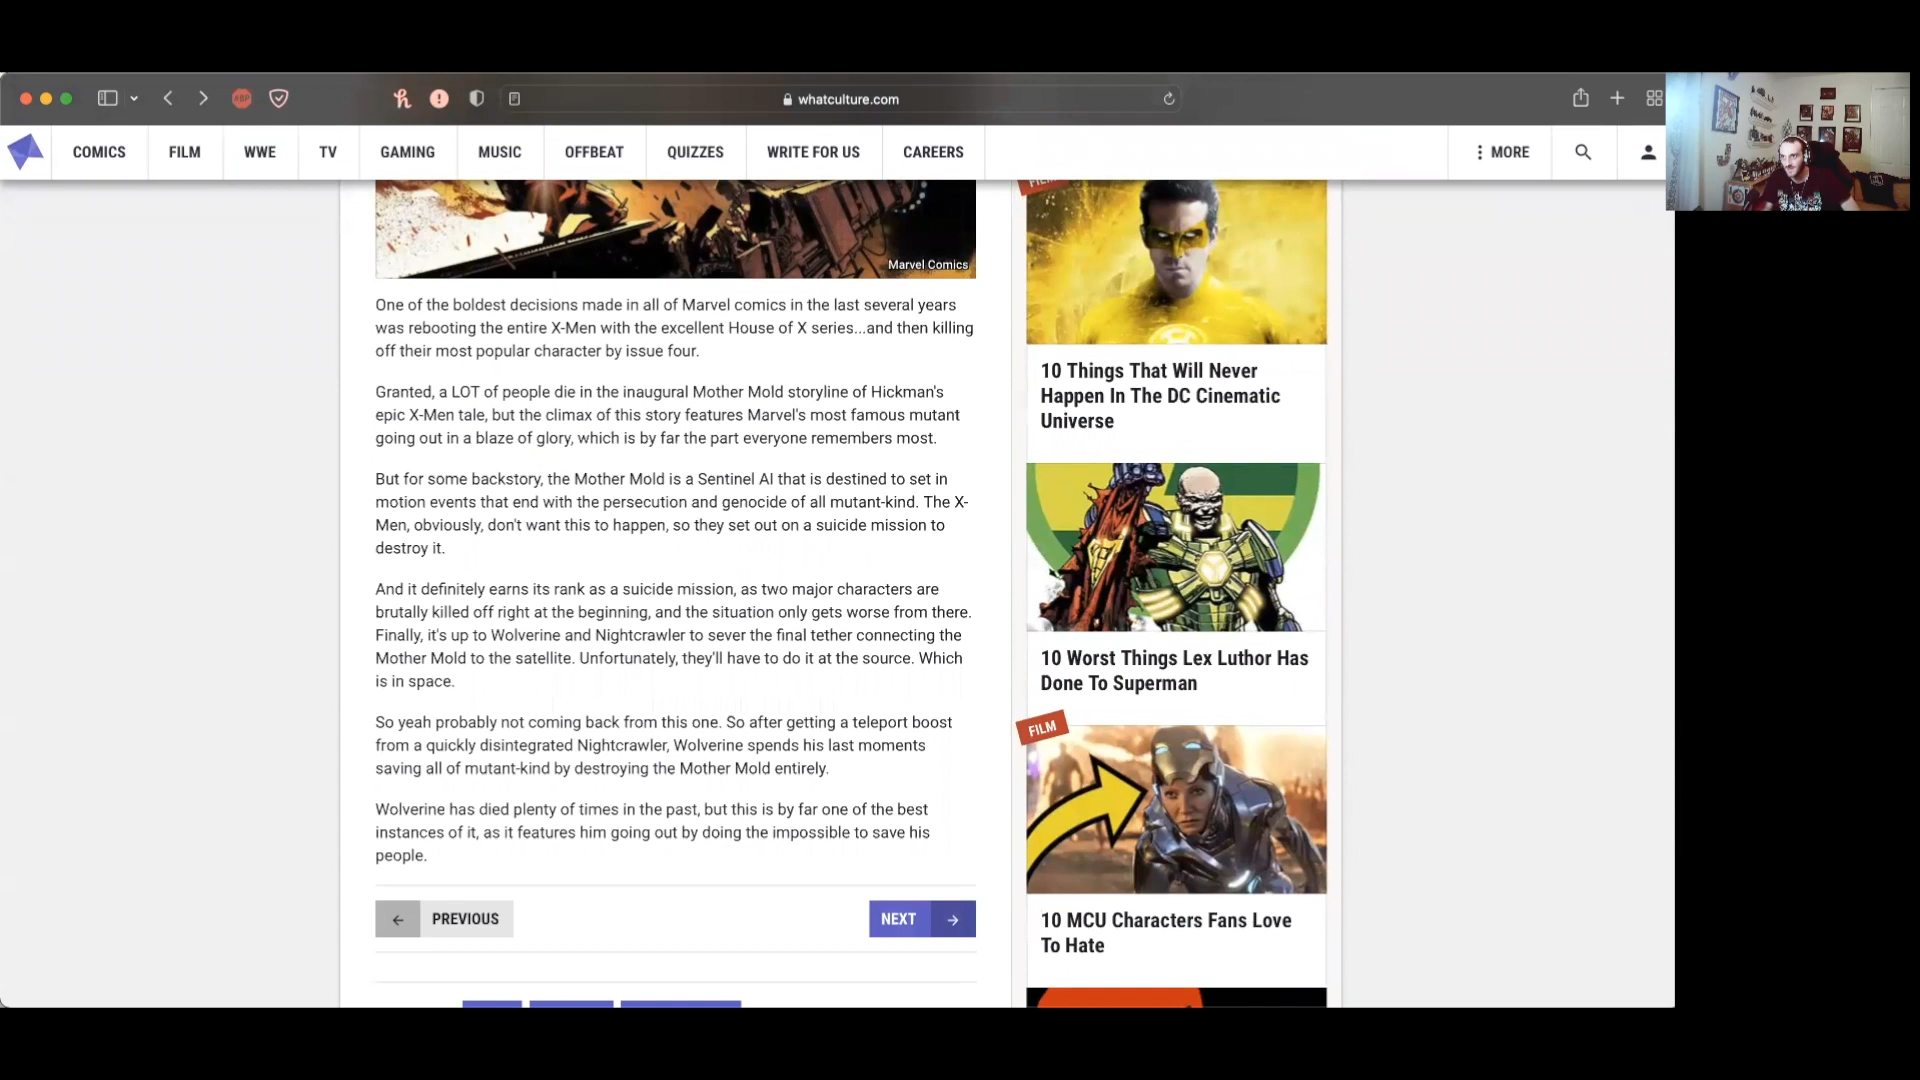 ABP
whatculture.com
COMICS
FILM
WWE
TV
GAMING
MUSIC
OFFBEAT
QUIZZES
WRITE FOR US
CAREERS
MORE
Marvel Comics
One of the boldest decisions made in all of Marvel comics in the last several years
was rebooting the entire X-Men with the excellent House of X series...and then killing
off their most popular character by issue four.
Granted, a LOT of people die in the inaugural Mother Mold storyline of Hickman's
epic X-Men tale, but the climax of this story features Marvel's most famous mutant
going out in a blaze of glory, which is by far the part everyone remembers most.
But for some backstory, the Mother Mold is a Sentinel AI that is destined to set in
motion events that end with the persecution and genocide of all mutant-kind. The X-
Men, obviously, don't want this to happen, so they set out on a suicide mission to
destroy it.
And it definitely earns its rank as a suicide mission, as two major characters are
brutally killed off right at the beginning, and the situation only gets worse from there.
Finally, it's up to Wolverine and Nightcrawler to sever the final tether connecting the
Mother Mold to the satellite. Unfortunately, they'll have to do it at the source. Which
is in space.
So yeah probably not coming back from this one. So after getting a teleport boost
from a quickly disintegrated Nightcrawler, Wolverine spends his last moments
saving all of mutant-kind by destroying the Mother Mold entirely.
Wolverine has died plenty of times in the past, but this is by far one of the best
instances of it, as it features him going out by doing the impossible to save his
people.
PREVIOUS
NEXT
FILM
10 Things That Will Never
Happen In The DC Cinematic
Universe
10 Worst Things Lex Luthor Has
Done To Superman
FILM
10 MCU Characters Fans Love
To Hate